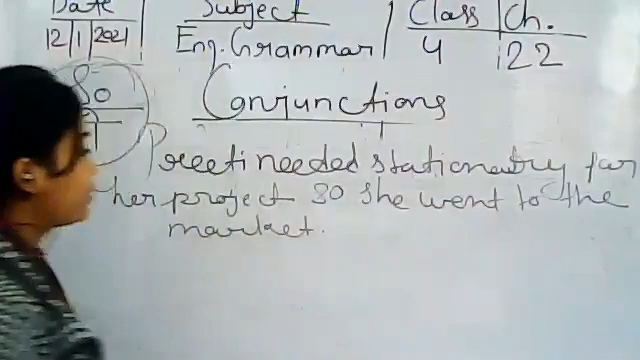 Date Subject Class Ch.
12/1/2021 Eng. Grammar 4 22
So
Conjunctions
Preeti needed stationatry for
her project so she went to the
market.